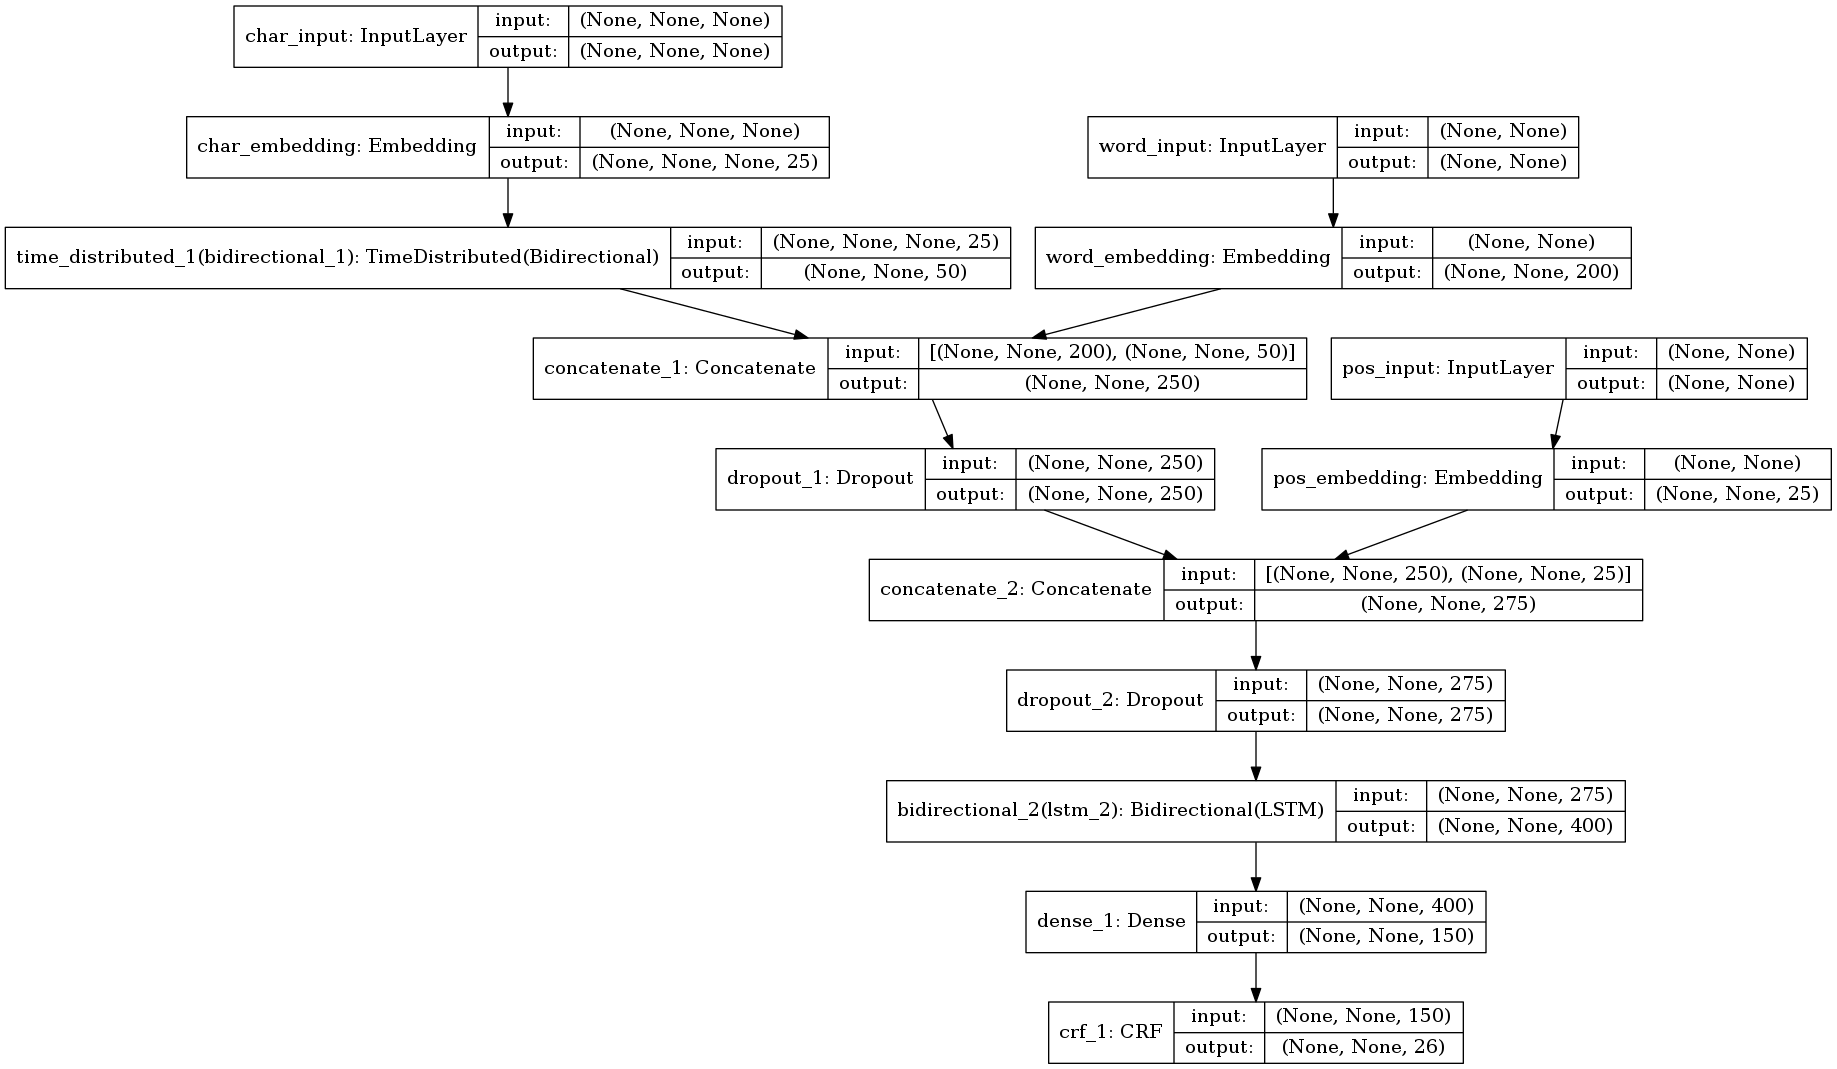 char_input: InputLayer
input:
(None, None, None)
output:
(None, None, None)
char_embedding: Embedding
input:
(None, None, None)
output:
(None, None, None, 25)
word_input: InputLayer
input:
(None, None)
output:
(None, None)
time_distributed_1(bidirectional_1): TimeDistributed(Bidirectional)
input:
(None, None, None, 25)
output:
(None, None, 50)
word_embedding: Embedding
input:
(None, None)
output:
(None, None, 200)
concatenate_1: Concatenate
input:
[(None, None, 200), (None, None, 50)]
output:
(None, None, 250)
pos_input: InputLayer
input:
(None, None)
output:
(None, None)
dropout_1: Dropout
input:
(None, None, 250)
output:
(None, None, 250)
pos_embedding: Embedding
input:
(None, None)
output:
(None, None, 25)
concatenate_2: Concatenate
input:
[(None, None, 250), (None, None, 25)]
output:
(None, None, 275)
dropout_2: Dropout
input:
(None, None, 275)
output:
(None, None, 275)
bidirectional_2(lstm_2): Bidirectional(LSTM)
input:
(None, None, 275)
output:
(None, None, 400)
dense_1: Dense
input:
(None, None, 400)
output:
(None, None, 150)
crf_1: CRF
input:
(None, None, 150)
output:
(None, None, 26)